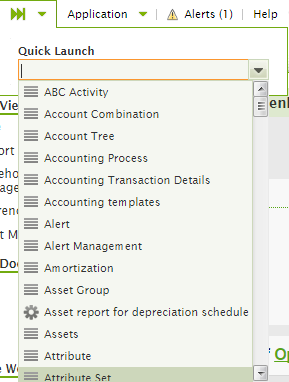 Application
Alerts (1)
Help
Quick Launch
Vie
ABC Activity
Account Combination
Account Tree
Accounting Process
Accounting Transaction Details
Accounting templates
Alert
Alert Management
Amortization
Asset Group
Asset report for depreciation schedule
Assets
Attribute
Attribute Set